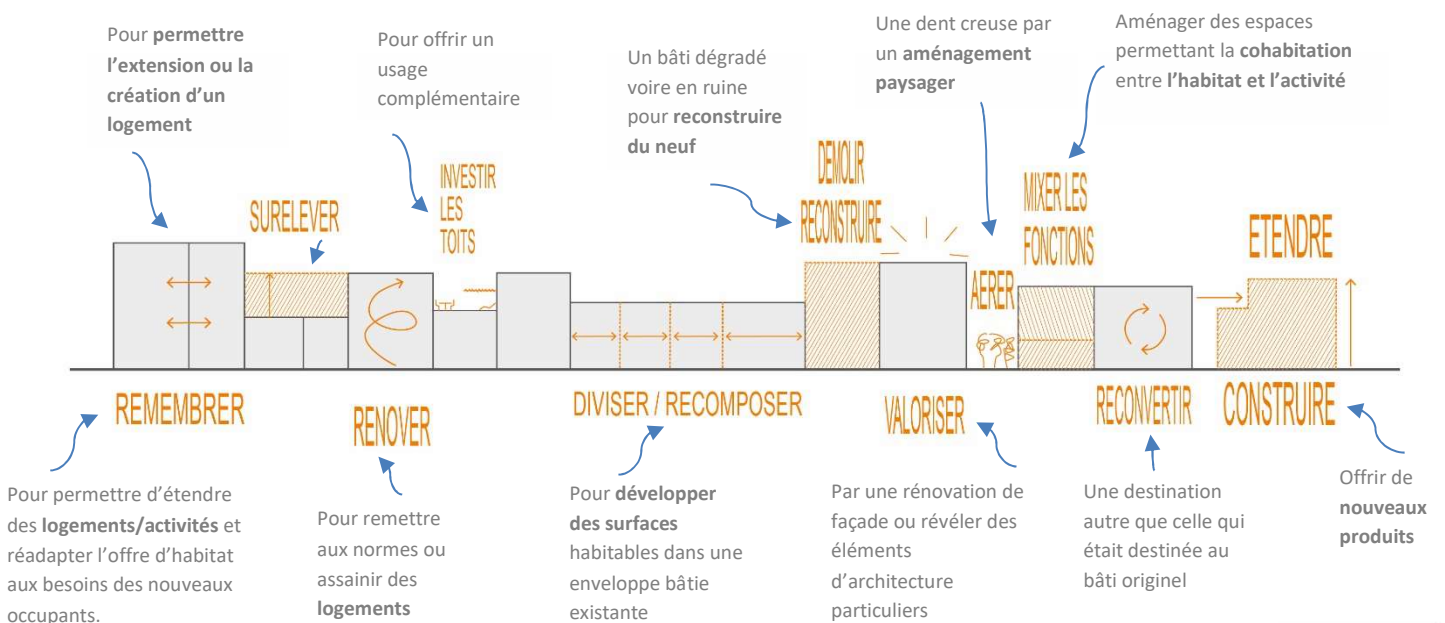 Pour permettre
l’extension ou la
création d’un
logement
Pour offrir un
usage
complémentaire
Un bâti dégradé
voire en ruine
pour reconstruire
du neuf
Une dent creuse par
un aménagement
paysager
Aménager des espaces
permettant la cohabitation
entre l’habitat et l’activité
SURELEVER
INVESTIR
LES
TOITS
DEMOLIR
RECONSTRUIRE
AERER
MIXER LES
FONCTIONS
ETENDRE
REMEMBRER
RENOVER
DIVISER / RECOMPOSER
VALORISER
RECONVERTIR
CONSTRUIRE
Pour permettre d’étendre
des logements/activités et
réadapter l’offre d’habitat
aux besoins des nouveaux
occupants.
Pour remettre
aux normes ou
assainir des
logements
Pour développer
des surfaces
habitables dans une
enveloppe bâtie
existante
Par une rénovation de
façade ou révéler des
éléments
d’architecture
particuliers
Une destination
autre que celle qui
était destinée au
bâti originel
Offrir de
nouveaux
produits